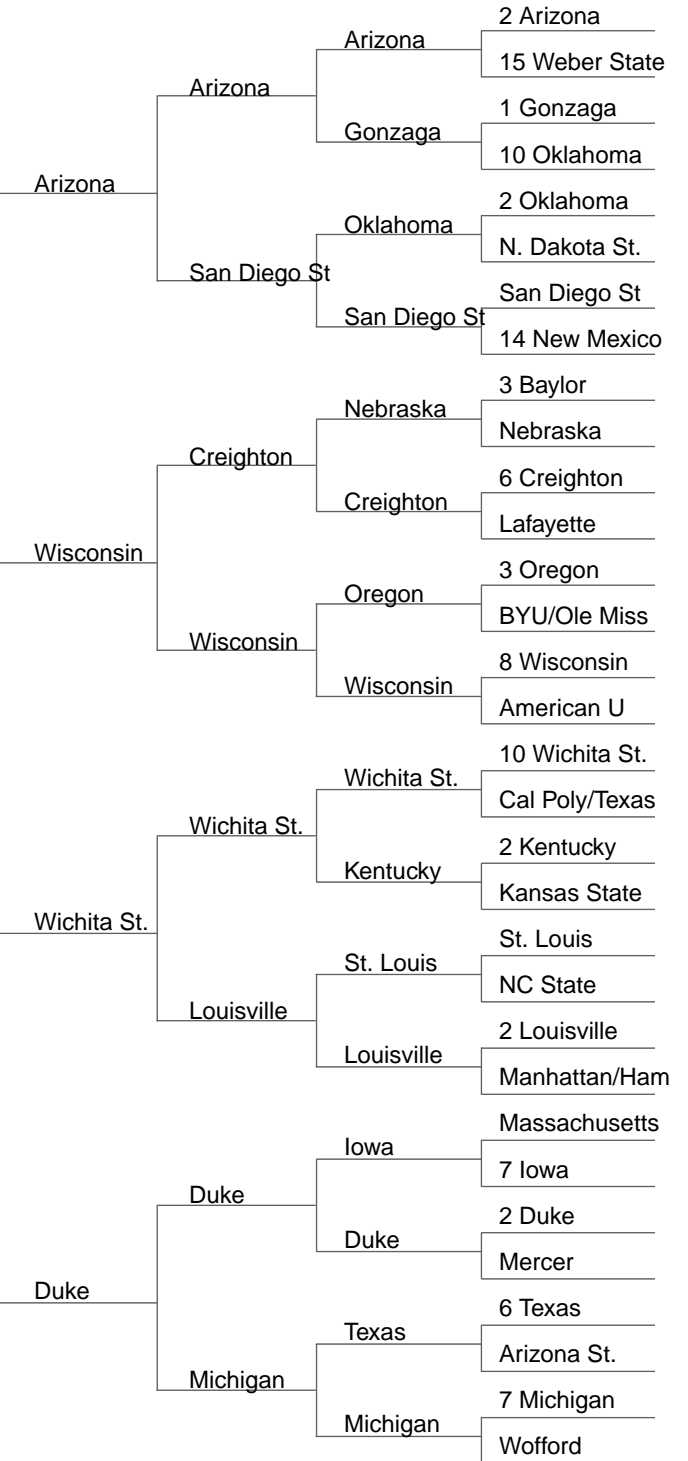 2 Arizona
Arizona
15 Weber State
Arizona
1 Gonzaga
Gonzaga
10 Oklahoma
Arizona
2 Oklahoma
Oklahoma
N. Dakota St.
San Diego St
San Diego St
San Diego St
14 New Mexico
3 Baylor
Nebraska
Nebraska
Creighton
6 Creighton
Creighton
Lafayette
Wisconsin
3 Oregon
Oregon
BYU/Ole Miss
Wisconsin
8 Wisconsin
Wisconsin
American U
10 Wichita St.
Wichita St.
Cal Poly/Texas
Wichita St.
2 Kentucky
Kentucky
Kansas State
Wichita St.
St. Louis
St. Louis
NC State
Louisville
2 Louisville
Louisville
Manhattan/Ham
Massachusetts
Iowa
7 Iowa
Duke
2 Duke
Duke
Mercer
Duke
6 Texas
Texas
Arizona St.
Michigan
7 Michigan
Michigan
Wofford